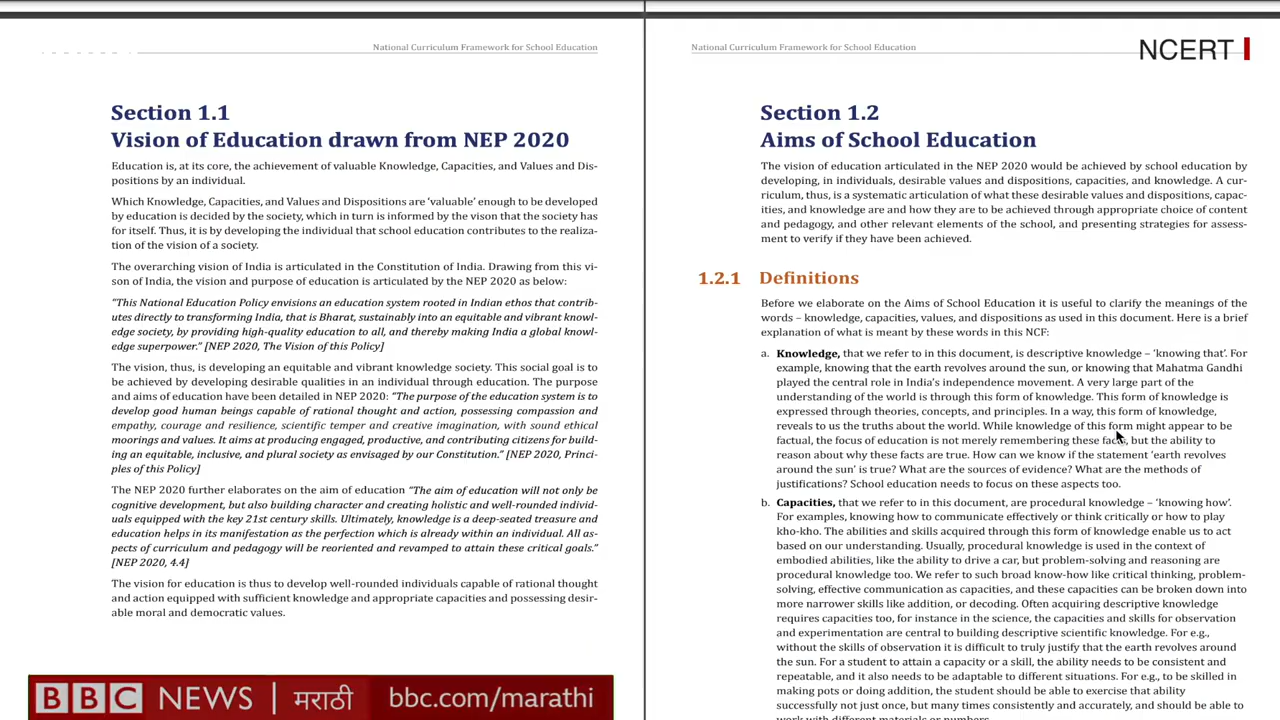 National Curriculum Framework for School Education
Section 1.1
Vision of Education drawn from NEP 2020
Education is, at its core, the achievement of valuable Knowledge, Capacities, and Values and Dis-
positions by an individual.
Which Knowledge, Capacities, and Values and Dispositions are ‘valuable’ enough to be developed
by education is decided by the society, which in turn is informed by the vison that the society has
for itself. Thus, it is by developing the individual that school education contributes to the realiza-
tion of the vision of a society.
The overarching vision of India is articulated in the Constitution of India. Drawing from this vi-
sion of India, the vision and purpose of education is articulated by the NEP 2020 as below:
“This National Education Policy envisions an education system rooted in Indian ethos that contrib-
utes directly to transforming India, that is Bharat, sustainably into an equitable and vibrant knowl-
edge society, by providing high-quality education to all, and thereby making India a global knowl-
edge superpower.” [NEP 2020, The Vision of this Policy]
The vision, thus, is developing an equitable and vibrant knowledge society. This social goal is to
be achieved by developing desirable qualities in an individual through education. The purpose
and aims of education have been detailed in NEP 2020: “The purpose of the education system is to
develop good human beings capable of rational thought and action, possessing compassion and
empathy, courage and resilience, scientific temper and creative imagination, with sound ethical
moorings and values. It aims at producing engaged, productive, and contributing citizens for build-
ing an equitable, inclusive, and plural society as envisaged by our Constitution.” [NEP 2020, Princi-
ples of this Policy]
The NEP 2020 further elaborates on the aim of education “The aim of education will not only be
cognitive development, but also building character and creating holistic and well-rounded individ-
uals equipped with the key 21st century skills. Ultimately, knowledge is a deep-seated treasure and
education helps in its manifestation as the perfection which is already within an individual. All as-
pects of curriculum and pedagogy will be reoriented and revamped to attain these critical goals.”
[NEP 2020, 4.4]
The vision for education is thus to develop well-rounded individuals capable of rational thought
and action equipped with sufficient knowledge and appropriate capacities and possessing desir-
able moral and democratic values.
BBC NEWS | मराठी bbc.com/marathi
National Curriculum Framework for School Education
NCERT
Section 1.2
Aims of School Education
The vision of education articulated in the NEP 2020 would be achieved by school education by
developing, in individuals, desirable values and dispositions, capacities, and knowledge. A cur-
riculum, thus, is a systematic articulation of what these desirable values and dispositions, capac-
ities, and knowledge are and how they are to be achieved through appropriate choice of content
and pedagogy, and other relevant elements of the school, and presenting strategies for assess-
ment to verify if they have been achieved.
1.2.1 Definitions
Before we elaborate on the Aims of School Education it is useful to clarify the meanings of the
words – knowledge, capacities, values, and dispositions as used in this document. Here is a brief
explanation of what is meant by these words in this NCF:
a. Knowledge, that we refer to in this document, is descriptive knowledge – ‘knowing that’. For
example, knowing that the earth revolves around the sun, or knowing that Mahatma Gandhi
played the central role in India's independence movement. A very large part of the
understanding of the world is through this form of knowledge. This form of knowledge is
expressed through theories, concepts, and principles. In a way, this form of knowledge,
reveals to us the truths about the world. While knowledge of this form might appear to be
factual, the focus of education is not merely remembering these facts, but the ability to
reason about why these facts are true. How can we know if the statement ‘earth revolves
around the sun’ is true? What are the sources of evidence? What are the methods of
justifications? School education needs to focus on these aspects too.
b. Capacities, that we refer to in this document, are procedural knowledge – ‘knowing how’.
For examples, knowing how to communicate effectively or think critically or how to play
kho-kho. The abilities and skills acquired through this form of knowledge enable us to act
based on our understanding. Usually, procedural knowledge is used in the context of
embodied abilities, like the ability to drive a car, but problem-solving and reasoning are
procedural knowledge too. We refer to such broad know-how like critical thinking, problem-
solving, effective communication as capacities, and these capacities can be broken down into
more narrower skills like addition, or decoding. Often acquiring descriptive knowledge
requires capacities too, for instance in the science, the capacities and skills for observation
and experimentation are central to building descriptive scientific knowledge. For e.g.,
without the skills of observation it is difficult to truly justify that the earth revolves around
the sun. For a student to attain a capacity or a skill, the ability needs to be consistent and
repeatable, and it also needs to be adaptable to different situations. For e.g., to be skilled in
making pots or doing addition, the student should be able to exercise that ability
successfully not just once, but many times consistently and accurately, and should be able to
work with different materials or numbers.